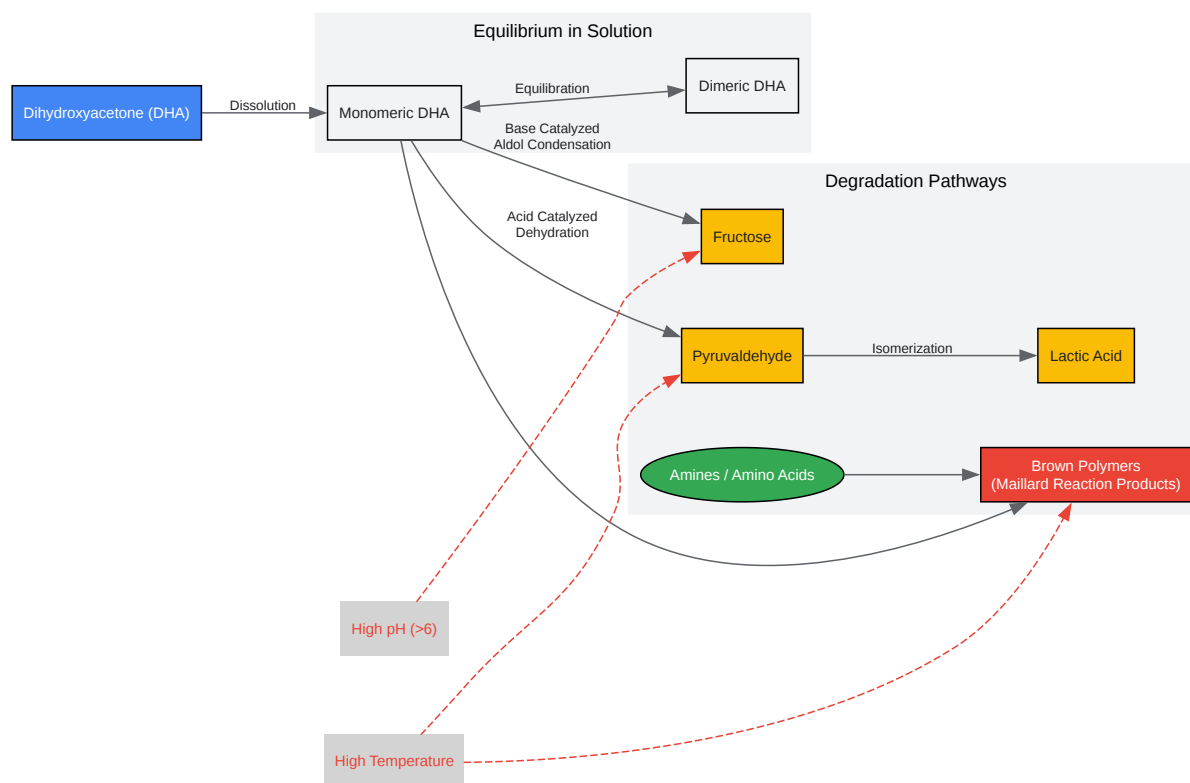 Equilibrium in Solution
Dihydroxyacetone (DHA)
Dissolution
Monomeric DHA
Equilibration
Dimeric DHA
Base Catalyzed
Aldol Condensation
Degradation Pathways
Acid Catalyzed
Dehydration
Fructose
Pyruvaldehyde
Isomerization
Lactic Acid
Amines / Amino Acids
Brown Polymers
(Maillard Reaction Products)
High pH (>6)
High Temperature